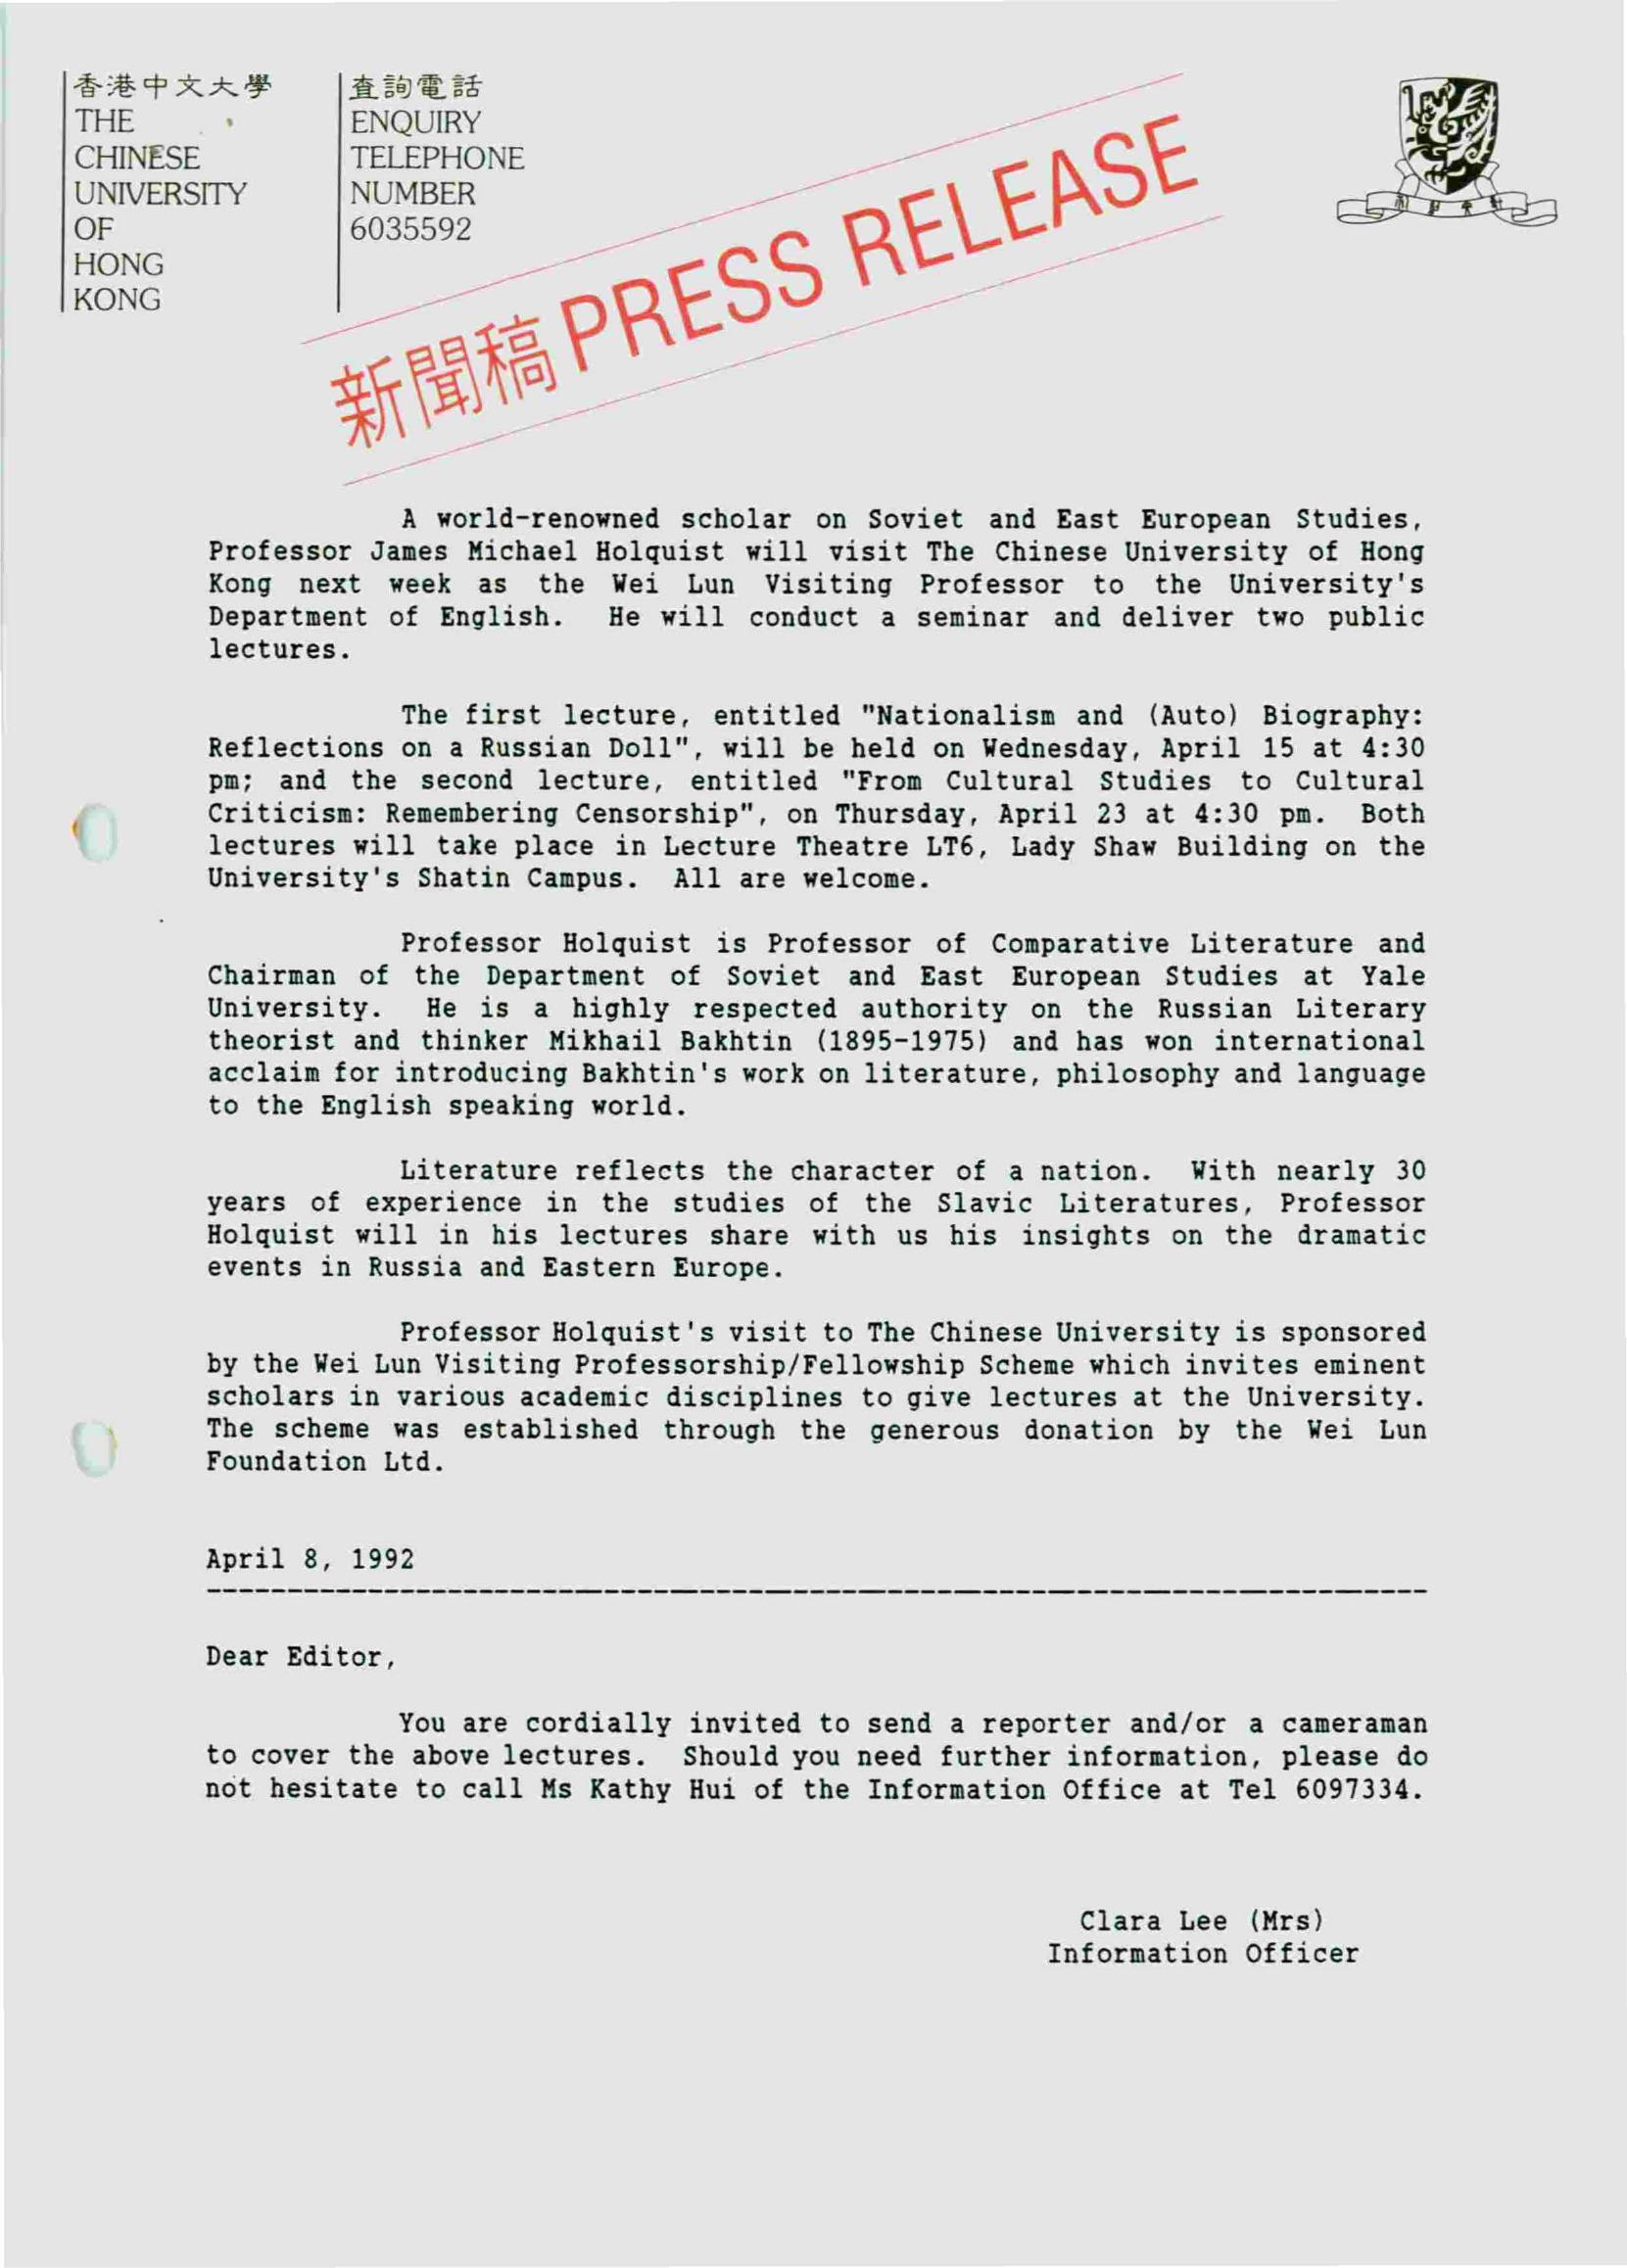 香港中文大學
THE
CHINESE
UNIVERSITY
OF
HONG
KONG
查詢電話
ENQUIRY
TELEPHONE
NUMBER
6035592
新聞稿 PRESS RELEASE
A world-renowned scholar on Soviet and East European Studies,
Professor James Michael Holquist will visit The Chinese University of Hong
Kong next week as the Wei Lun Visiting Professor to the University's
Department of English. He will conduct a seminar and deliver two public
lectures.
The first lecture, entitled "Nationalism and (Auto) Biography:
Reflections on a Russian Doll", will be held on Wednesday, April 15 at 4:30
pm; and the second lecture, entitled "From Cultural Studies to Cultural
Criticism: Remembering Censorship", on Thursday, April 23 at 4:30 pm. Both
lectures will take place in Lecture Theatre LT6, Lady Shaw Building on the
University's Shatin Campus. All are welcome.
Professor Holquist is Professor of Comparative Literature and
Chairman of the Department of Soviet and East European Studies at Yale
University. He is a highly respected authority on the Russian Literary
theorist and thinker Mikhail Bakhtin (1895-1975) and has won international
acclaim for introducing Bakhtin's work on literature, philosophy and language
to the English speaking world.
Literature reflects the character of a nation. With nearly 30
years of experience in the studies of the Slavic Literatures, Professor
Holquist will in his lectures share with us his insights on the dramatic
events in Russia and Eastern Europe.
Professor Holquist's visit to The Chinese University is sponsored
by the Wei Lun Visiting Professorship/Fellowship Scheme which invites eminent
scholars in various academic disciplines to give lectures at the University.
The scheme was established through the generous donation by the Wei Lun
Foundation Ltd.
April 8, 1992
Dear Editor,
You are cordially invited to send a reporter and/or a cameraman
to cover the above lectures. Should you need further information, please do
not hesitate to call Ms Kathy Hui of the Information Office at Tel 6097334.
Clara Lee (Mrs)
Information Officer